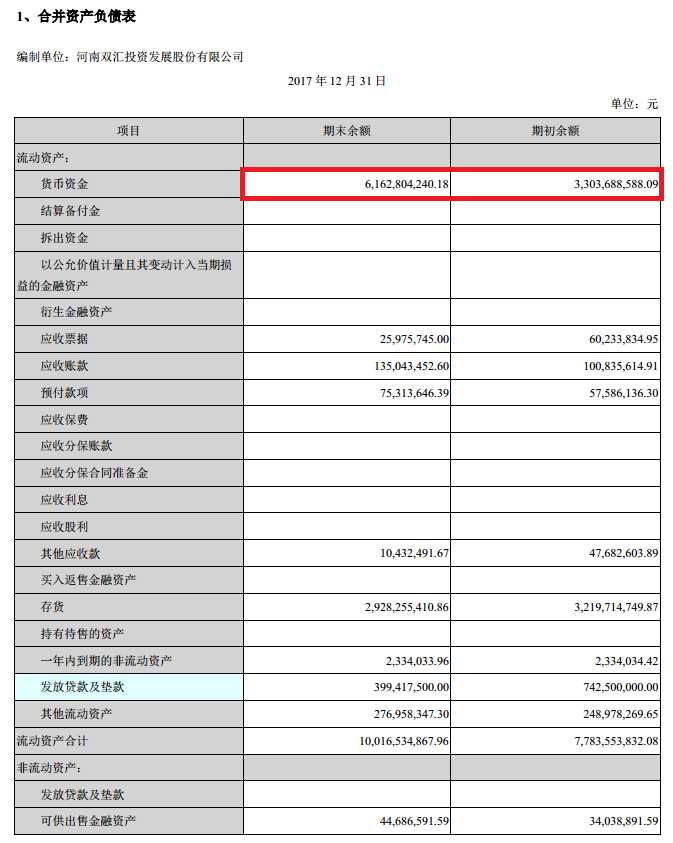 1、合并资产负债表
编制单位：河南双汇投资发展股份有限公司
2017 年 12 月 31 日
单位：元
项目 期末余额 期初余额
流动资产：
货币资金 6,162,804,240.18 3,303,688,588.09
结算备付金
拆出资金
以公允价值计量且其变动计入当期损
益的金融资产
衍生金融资产
应收票据 25,975,745.00 60,233,834.95
应收账款 135,043,452.60 100,835,614.91
预付款项 75,313,646.39 57,586,136.30
应收保费
应收分保账款
应收分保合同准备金
应收利息
应收股利
其他应收款 10,432,491.67 47,682,603.89
买入返售金融资产
存货 2,928,255,410.86 3,219,714,749.87
持有待售的资产
一年内到期的非流动资产 2,334,033.96 2,334,034.42
发放贷款及垫款 399,417,500.00 742,500,000.00
其他流动资产 276,958,347.30 248,978,269.65
流动资产合计 10,016,534,867.96 7,783,553,832.08
非流动资产：
发放贷款及垫款
可供出售金融资产 44,686,591.59 34,038,891.59